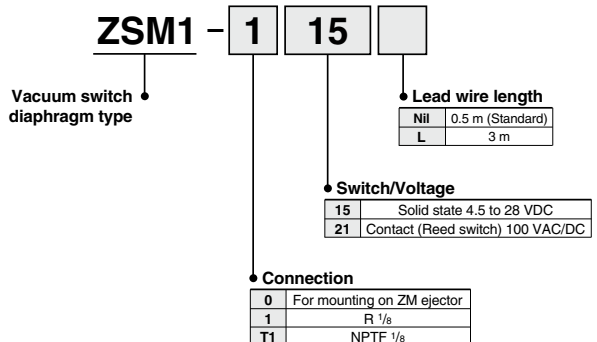 ZSM1 – 1 15
Vacuum switch
diaphragm type
Lead wire length
Nil 0.5 m (Standard)
L 3 m
Switch/Voltage
15 Solid state 4.5 to 28 VDC
21 Contact (Reed switch) 100 VAC/DC
Connection
0 For mounting on ZM ejector
1 R 1/8
T1 NPTF 1/8